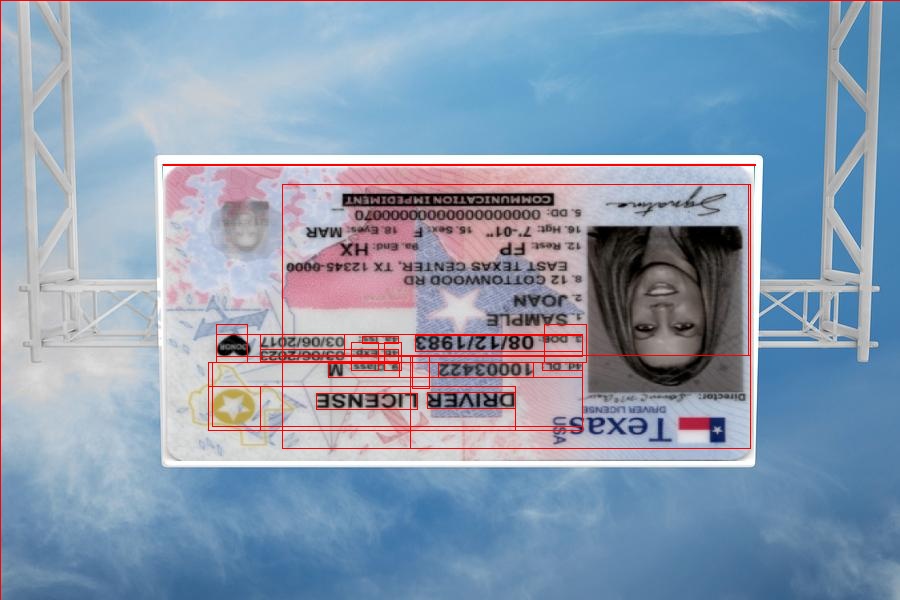 Texas USA
DRIVER LICENSE
Director:
DRIVER LICENSE
4d. DL: 10003422 9. Class: M
3. DOB: 08/12/1983 4b. Exp: 03/06/2023
4a. Iss: 03/06/2017 DONOR
1. SAMPLE
2. JOAN
8. 12 COTTONWOOD RD
EAST TEXAS CENTER, TX 12345-0000
12. Rest: FP 9a. End: HX
16. Hgt: 7'-01" 15. Sex: F 18. Eyes: MAR
5. DD:
COMMUNICATION IMPEDIMENT
Signature